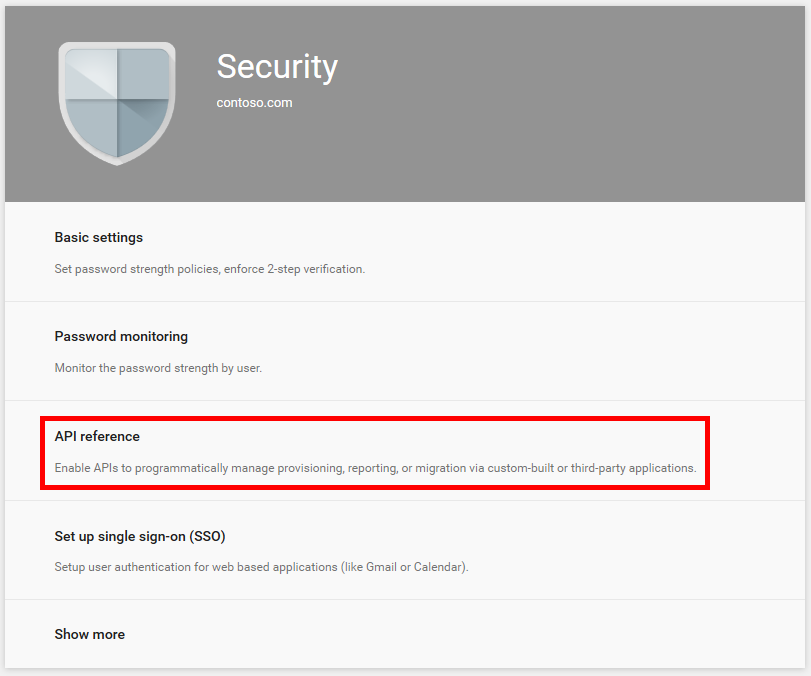 Security
contoso.com
Basic settings
Set password strength policies, enforce 2-step verification.
Password monitoring
Monitor the password strength by user.
API reference
Enable APIs to programmatically manage provisioning, reporting, or migration via custom-built or third-party applications.
Set up single sign-on (SSO)
Setup user authentication for web based applications (like Gmail or Calendar).
Show more